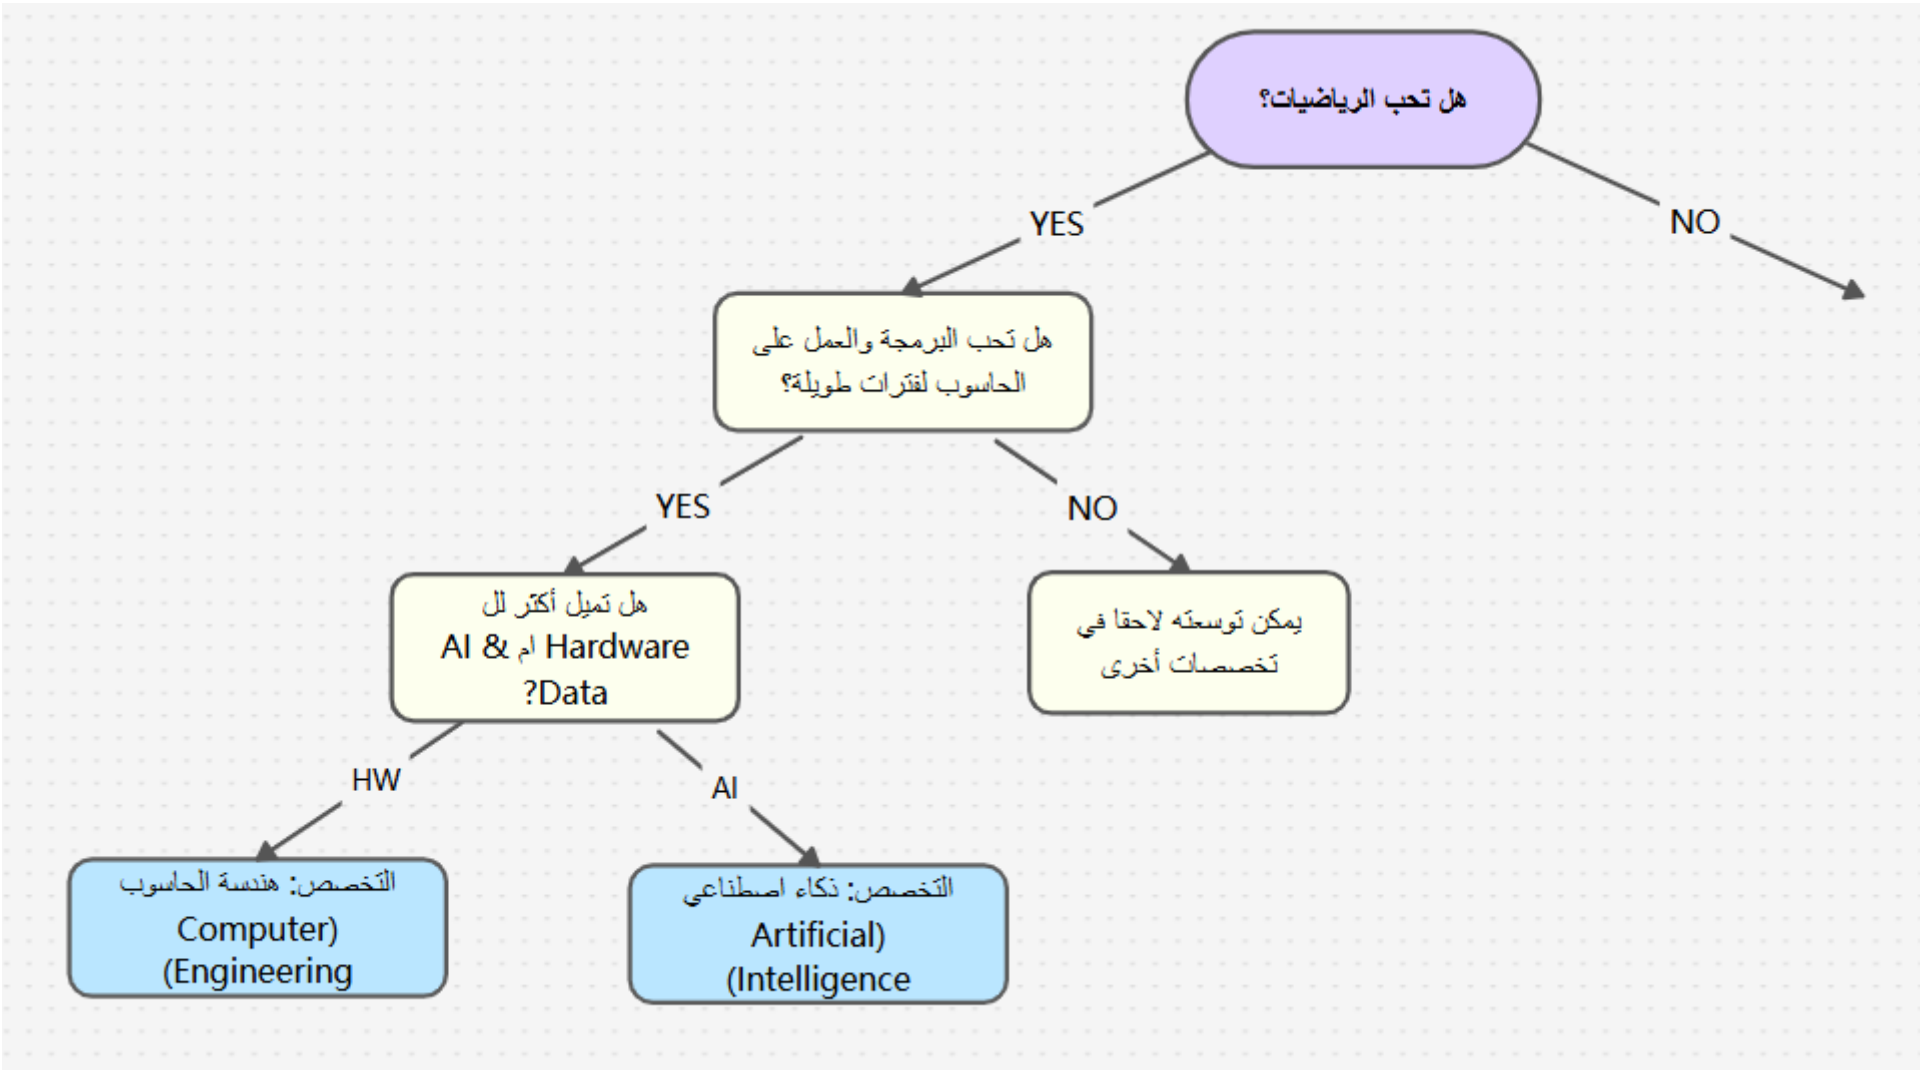 هل تحب الرياضيات؟
YES
NO
هل تحب البرمجة والعمل على
الحاسوب لفترات طويلة؟
YES
NO
هل تميل أكثر لل
Hardware ام AI &
Data?
يمكن توسعته لاحقا في
تخصصات أخرى
HW
AI
التخصص: هندسة الحاسوب
(Computer
Engineering)
التخصص: ذكاء اصطناعي
(Artificial
Intelligence)